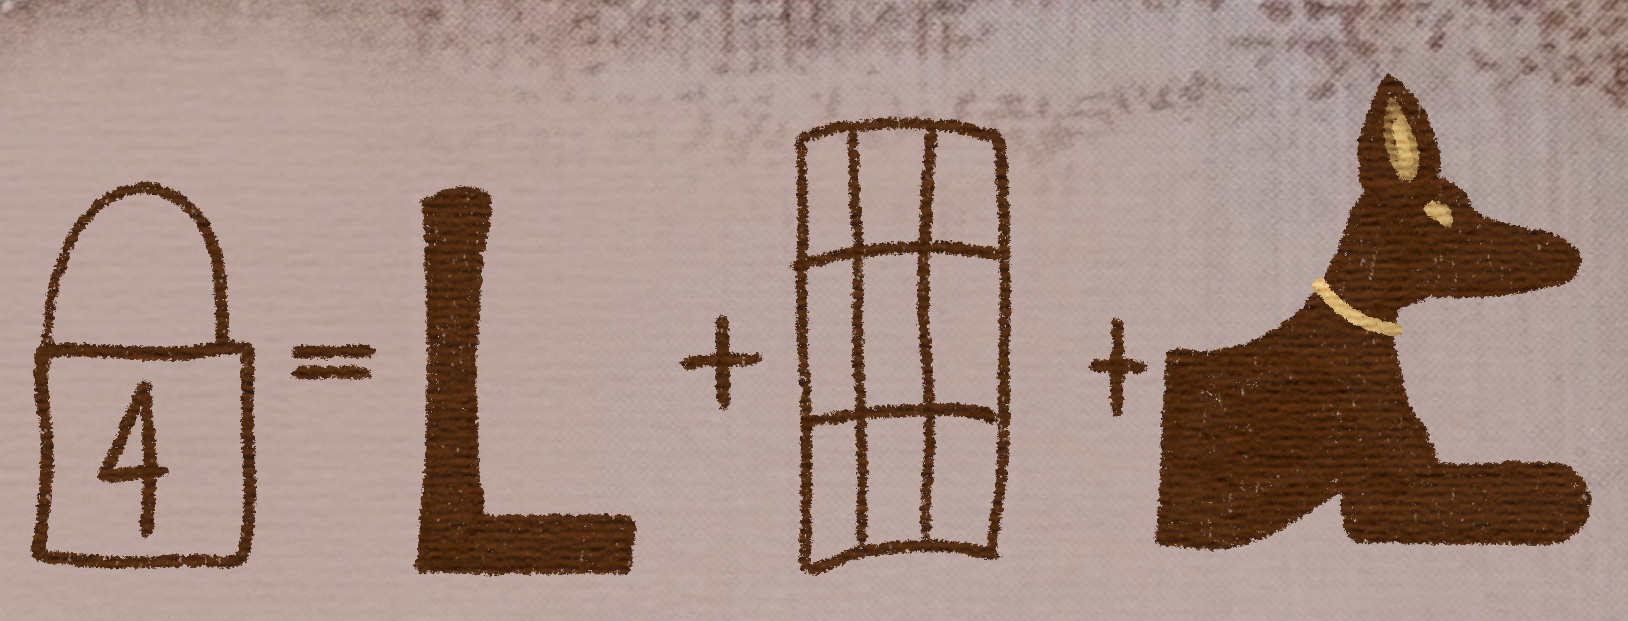 4 = L + +